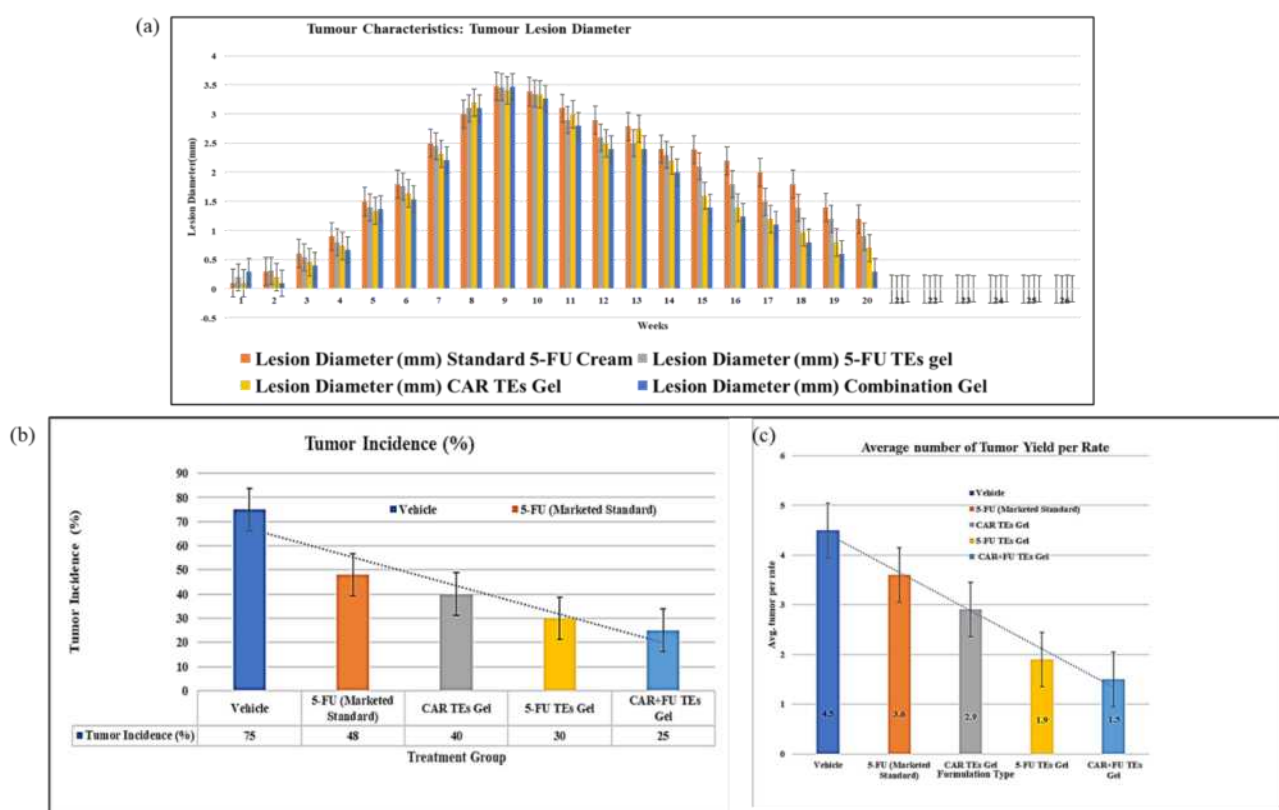 (a)
Tumour Characteristics: Tumour Lesion Diameter
Lesion Diameter(mm)
4
3.5
3
2.5
2
1.5
1
0.5
0
-0.5
1 2 3 4 5 6 7 8 9 10 11 12 13 14 15 16 17 18 19 20 21 22 23 24 25 26
Weeks
Lesion Diameter (mm) Standard 5-FU Cream Lesion Diameter (mm) 5-FU TEs gel
Lesion Diameter (mm) CAR TEs Gel Lesion Diameter (mm) Combination Gel
(b)
Tumor Incidence (%)
Tumor Incidence (%)
90
80
70
60
50
40
30
20
10
0
Vehicle 5-FU (Marketed Standard)
Vehicle 5-FU (Marketed Standard) CAR TEs Gel 5-FU TEs Gel CAR+FU TEs Gel
Tumor Incidence (%) 75 48 40 30 25
Treatment Group
(c)
Average number of Tumor Yield per Rate
Avg. tumor per rate
6
5
4
3
2
1
0
Vehicle
5-FU (Marketed Standard)
CAR TEs Gel
5-FU TEs Gel
CAR+FU TEs Gel
4.5 3.6 2.9 1.9 1.5
Vehicle 5-FU (Marketed Standard) CAR TEs Gel 5-FU TEs Gel CAR+FU TEs Gel
Formulation Type